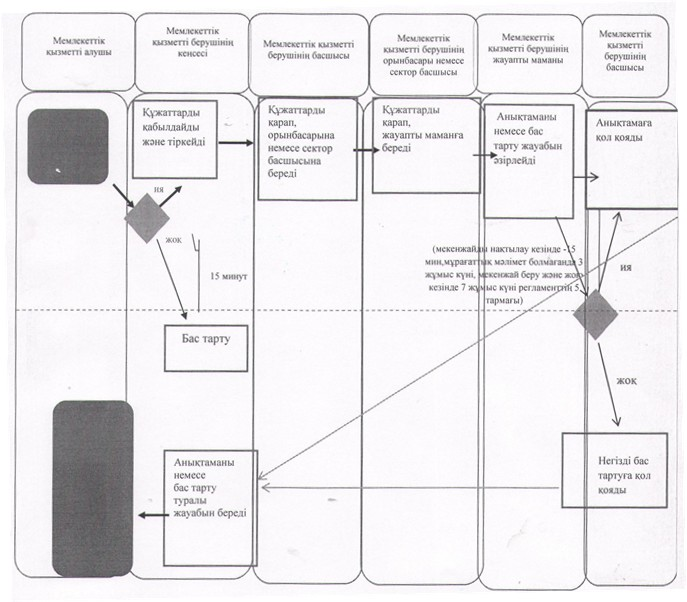 Мемлекеттік
қызметті алушы
Мемлекеттік
қызметті берушінің
кеңсесі
Мемлекеттік қызметті
берушінің басшысы
Мемлекеттік қызметті
берушінің
орынбасары немесе
сектор басшысы
Мемлекеттік
қызметті берушінің
жауапты маманы
Мемлекеттік
қызметті
берушінің
басшысы
Құжаттарды
қабылдайды
және тіркейді
Құжаттарды
қарап,
орынбасарына
немесе сектор
басшысына
береді
Құжаттарды
қарап,
жауапты маманға
береді
Анықтаманы
немесе бас
тарту жауабын
әзірлейді
Анықтамаға
қол қояды
ия
жоқ
15 минут
(мекенжайды нақтылау кезінде -15
мин,мұрағаттық мәлімет болмағанда 3
жұмыс күні, мекенжай беру және жою
кезінде 7 жұмыс күні регламенттің 5
тармағы)
ия
Бас тарту
жоқ
Негізді бас
тартуға қол
қояды
Анықтаманы
немесе
бас тарту
туралы
жауабын береді